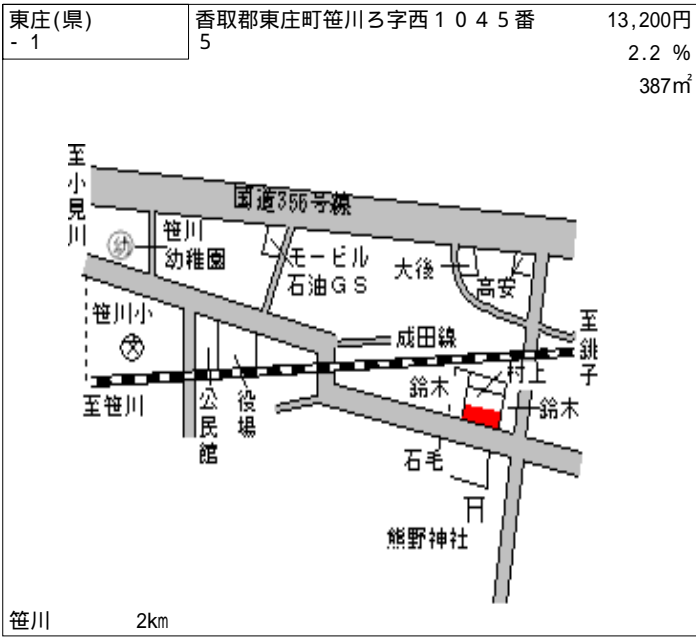 東庄(県)
- 1
香取郡東庄町笹川ろ字西１０４５番
5
13,200円
2.2 %
387㎡
至小見川
国道356号線
笹川
幼稚園
幼
モービル
石油ＧＳ
大後
高安
笹川小
文
成田線
至銚子
村上
鈴木
鈴木
至笹川
公民館
役場
石毛
熊野神社
笹川
2km